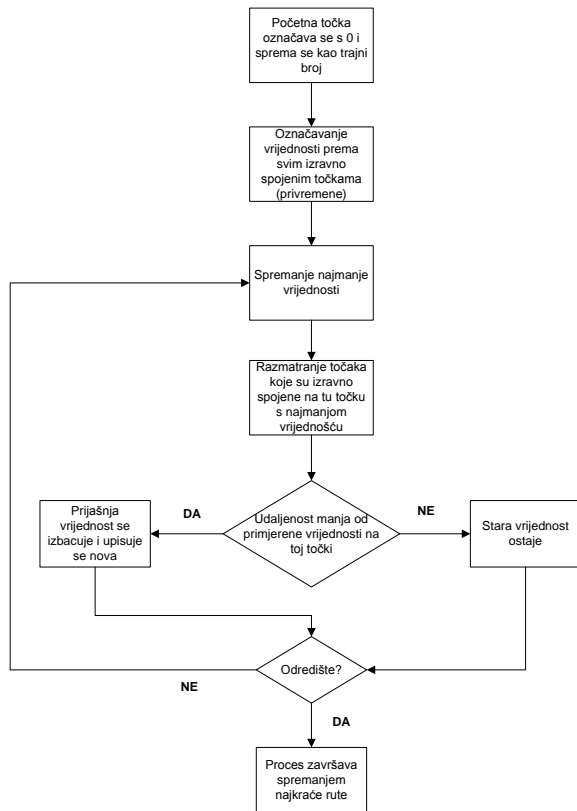 Početna točka
označava se s 0 i
sprema se kao trajni
broj
Označavanje
vrijednosti prema
svim izravno
spojenim točkama
(privremene)
Spremanje najmanje
vrijednosti
Razmatranje točaka
koje su izravno
spojene na tu točku
s najmanjom
vrijednošću
Udaljenost manja od
primjerene vrijednosti na
toj točki
DA
NE
Prijašnja
vrijednost se
izbacuje i upisuje
se nova
Stara vrijednost
ostaje
Odredište?
NE
DA
Proces završava
spremanjem
najkraće rute